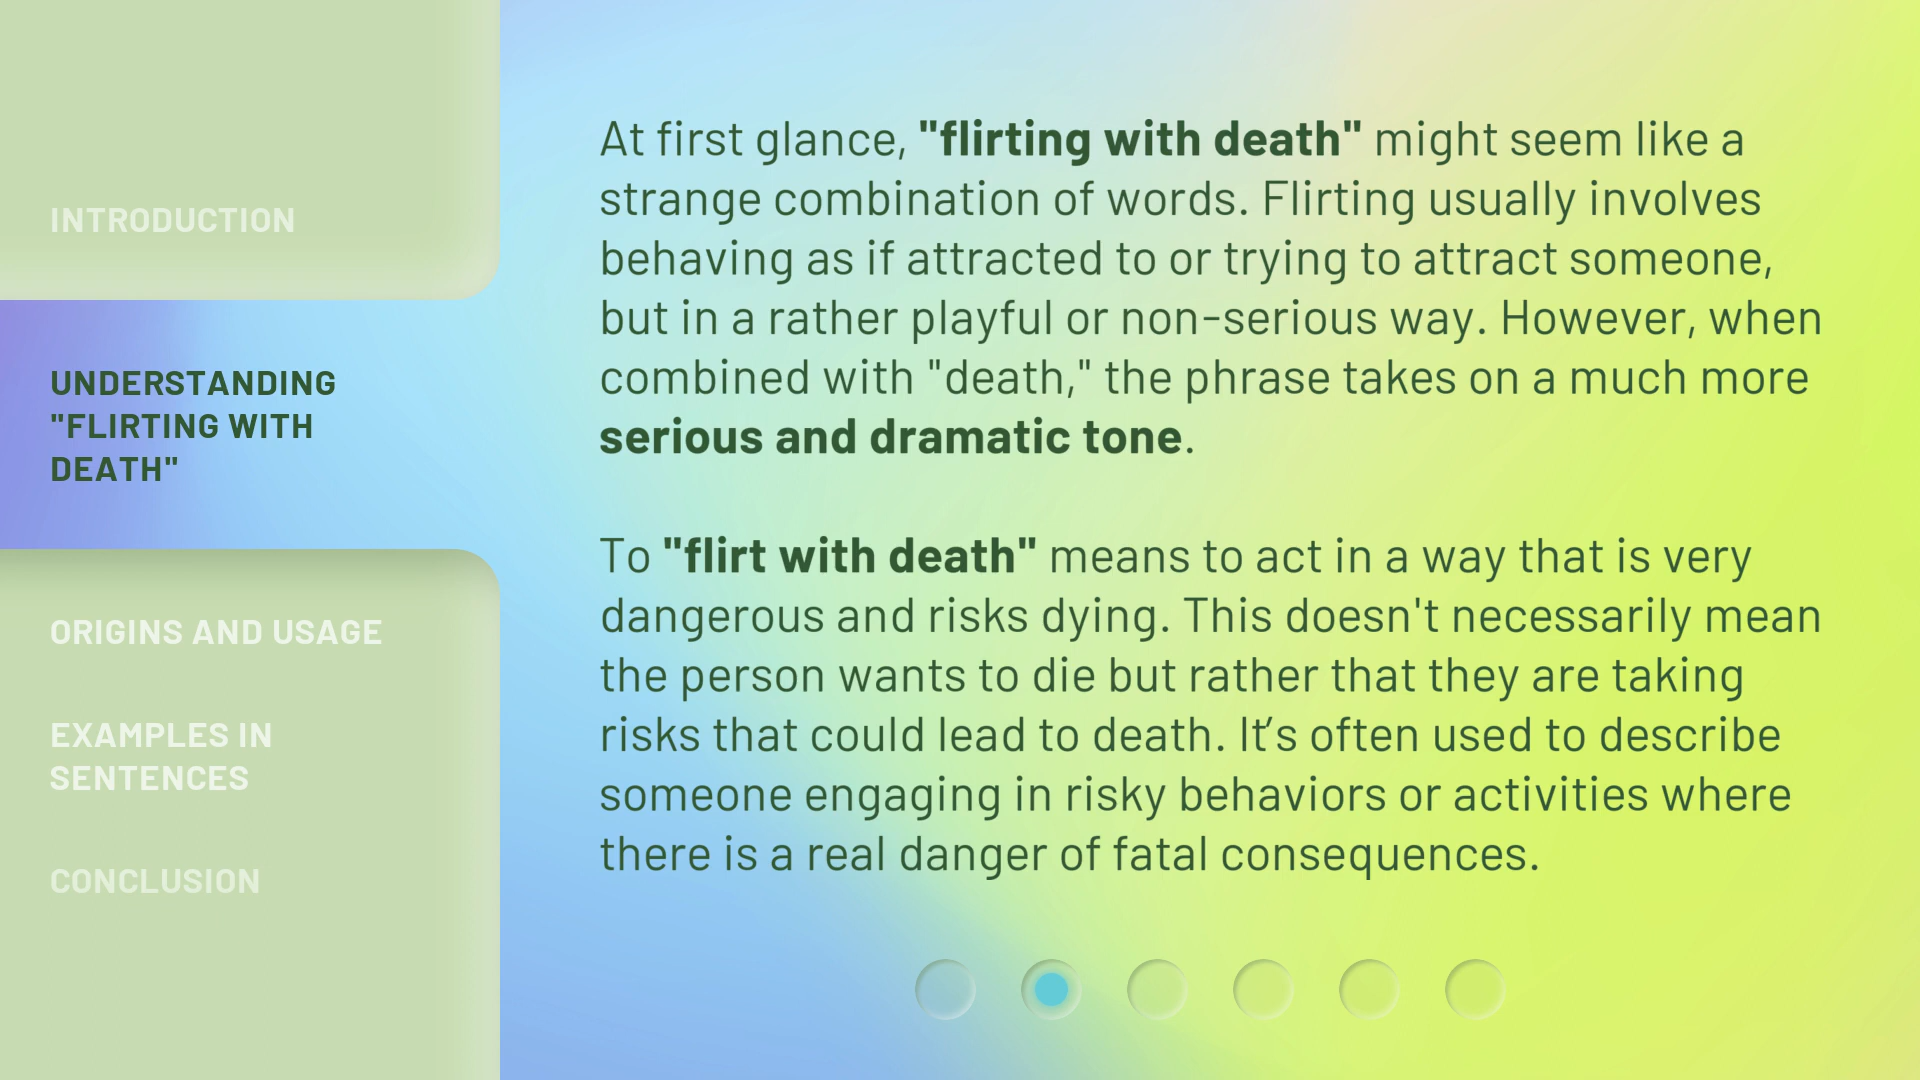 INTRODUCTION
UNDERSTANDING
"FLIRTING WITH
DEATH"
ORIGINS AND USAGE
EXAMPLES IN
SENTENCES
CONCLUSION
At first glance, "flirting with death" might seem like a
strange combination of words. Flirting usually involves
behaving as if attracted to or trying to attract someone,
but in a rather playful or non-serious way. However, when
combined with "death," the phrase takes on a much more
serious and dramatic tone.
To "flirt with death" means to act in a way that is very
dangerous and risks dying. This doesn't necessarily mean
the person wants to die but rather that they are taking
risks that could lead to death. It’s often used to describe
someone engaging in risky behaviors or activities where
there is a real danger of fatal consequences.